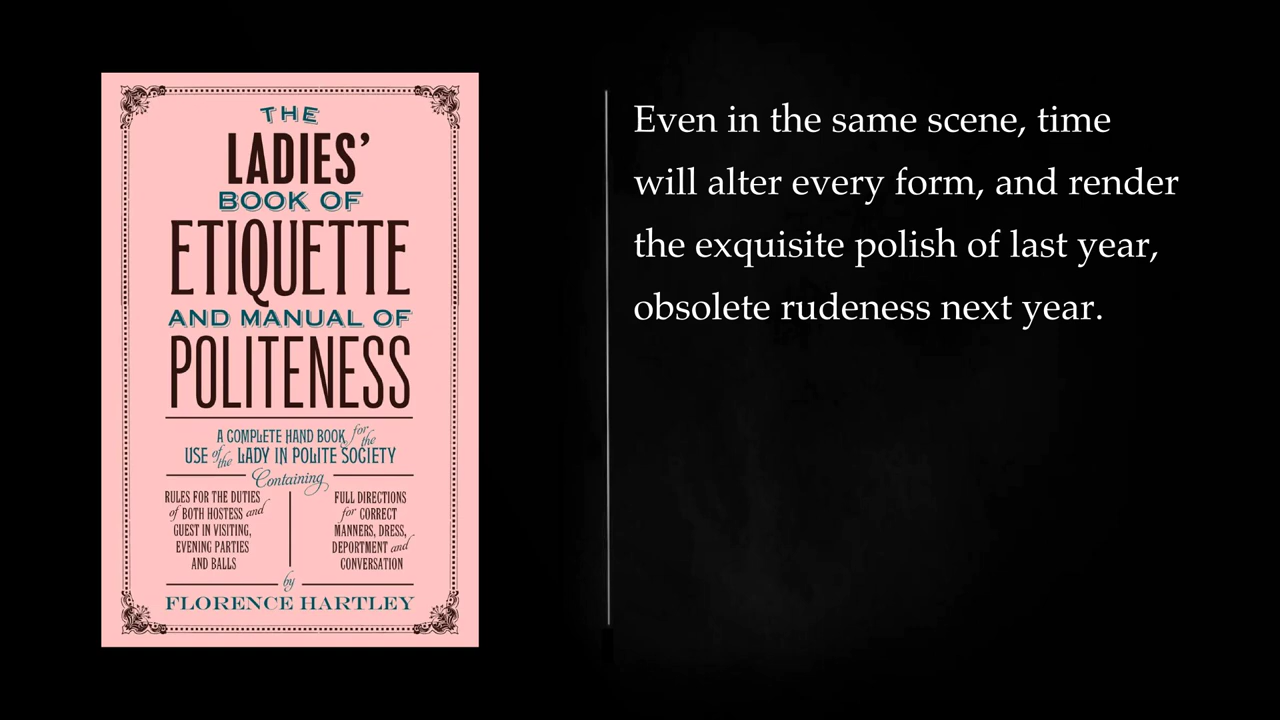 THE
LADIES'
BOOK OF
ETIQUETTE
AND MANUAL OF
POLITENESS
A COMPLETE HAND BOOK for the
USE of the LADY IN POLITE SOCIETY
Containing
RULES FOR THE DUTIES
of BOTH HOSTESS and
GUEST IN VISITING,
EVENING PARTIES
AND BALLS
FULL DIRECTIONS
for CORRECT
MANNERS, DRESS,
DEPORTMENT and
CONVERSATION
by
FLORENCE HARTLEY
Even in the same scene, time
will alter every form, and render
the exquisite polish of last year,
obsolete rudeness next year.